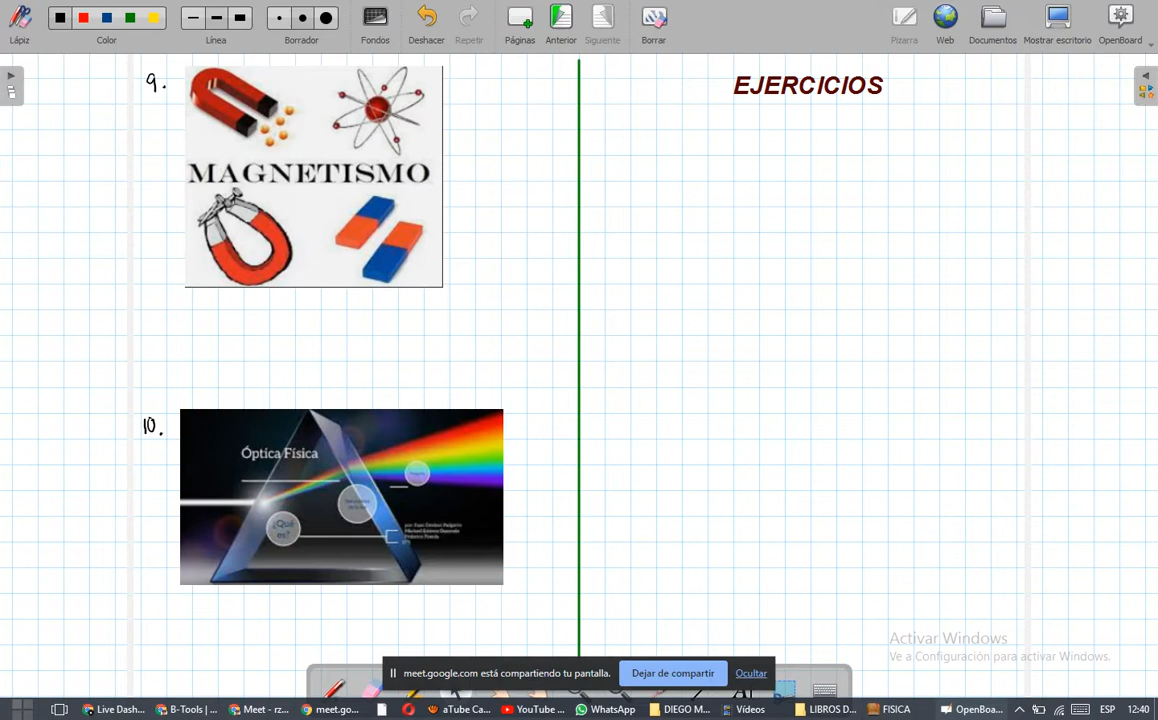 Lápiz
Color
Línea
Borrador
Fondos
Deshacer
Repetir
Páginas
Anterior
Siguiente
Borrar
Pizarra
Web
Documentos
Mostrar escritorio
OpenBoard
9.
MAGNETISMO
EJERCICIOS
10.
Óptica Física
¿Qué
es?
Activar Windows
Ve a Configuración para activar Windows.
meet.google.com está compartiendo tu pantalla.
Dejar de compartir
Ocultar
Live Dash...
B-Tools | ...
Meet - rz...
meet.go...
aTube Ca...
YouTube ...
WhatsApp
DIEGO M...
Vídeos
LIBROS D...
FISICA
OpenBoa...
ESP
12:40